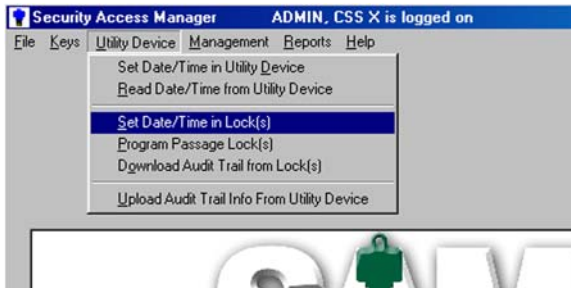 Security Access Manager ADMIN, CSS X is logged on
File Keys Utility Device Management Reports Help
Set Date/Time in Utility Device
Read Date/Time from Utility Device
Set Date/Time in Lock(s)
Program Passage Lock(s)
Download Audit Trail from Lock(s)
Upload Audit Trail Info From Utility Device
SAM